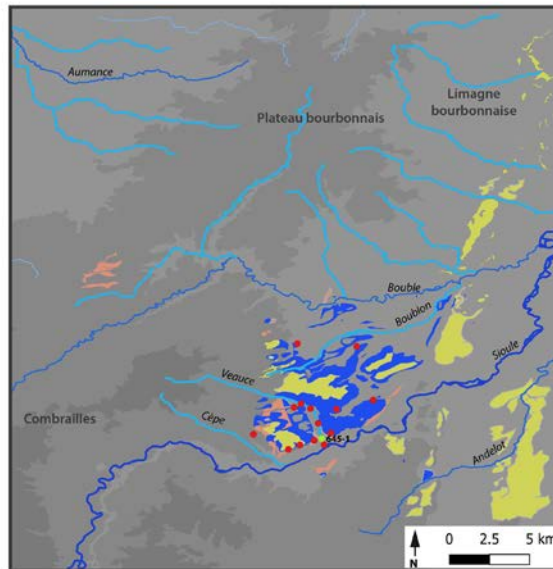 Aumance
Limagne
bourbonnaise
Plateau bourbonnais
Bouble
Boublon
Sioule
Veauce
Cèpe
Combrailles
645-1
Andelot
N
0 2.5 5 km